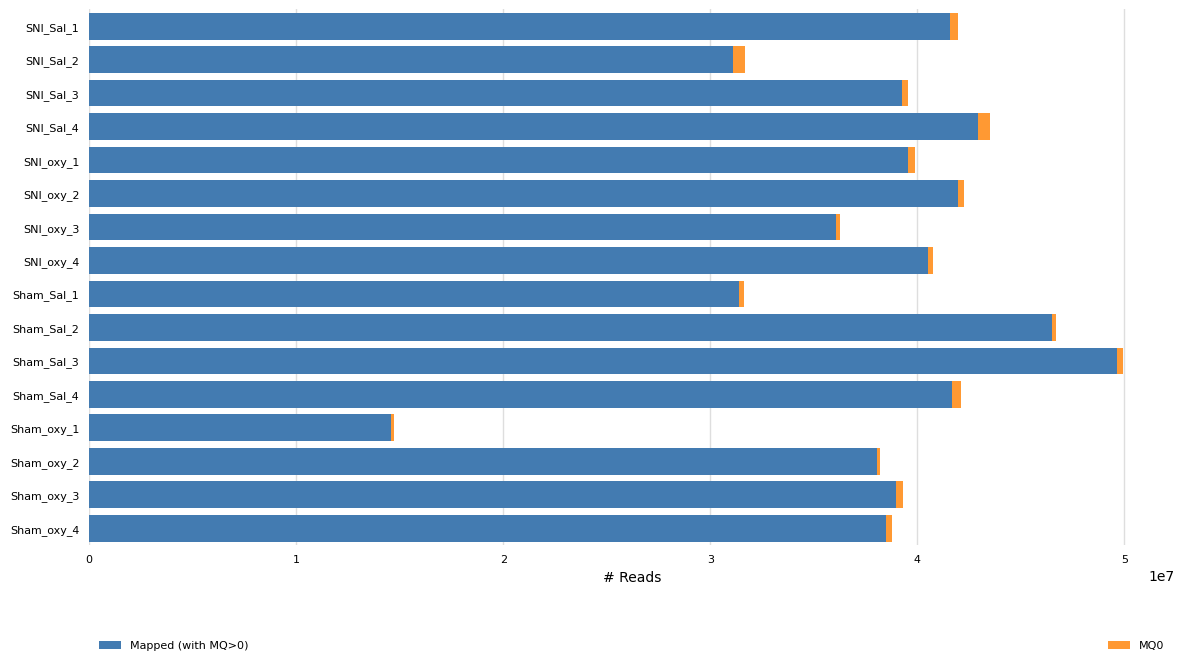 SNI_Sal_1
SNI_Sal_2
SNI_Sal_3
SNI_Sal_4
SNI_oxy_1
SNI_oxy_2
SNI_oxy_3
SNI_oxy_4
Sham_Sal_1
Sham_Sal_2
Sham_Sal_3
Sham_Sal_4
Sham_oxy_1
Sham_oxy_2
Sham_oxy_3
Sham_oxy_4
0 1 2 3 4 5
# Reads
1e7
Mapped (with MQ>0) MQ0